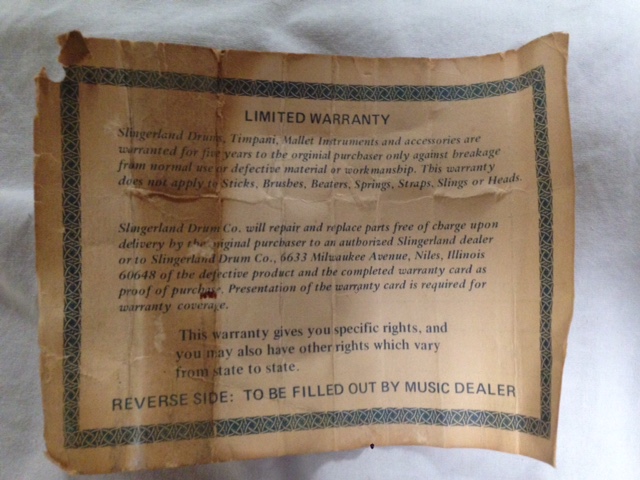 LIMITED WARRANTY
Slingerland Drums, Timpani, Mallet Instruments and accessories are
warranted for five years to the orginial purchaser only against breakage
from normal use or defective material or workmanship. This warranty
does not apply to Sticks, Brushes, Beaters, Springs, Straps, Slings or Heads.
Slingerland Drum Co. will repair and replace parts free of charge upon
delivery by the original purchaser to an authorized Slingerland dealer
or to Slingerland Drum Co., 6633 Milwaukee Avenue, Niles, Illinois
60648 of the defective product and the completed warranty card as
proof of purchase. Presentation of the warranty card is required for
warranty coverage.
This warranty gives you specific rights, and
you may also have other rights which vary
from state to state.
REVERSE SIDE: TO BE FILLED OUT BY MUSIC DEALER